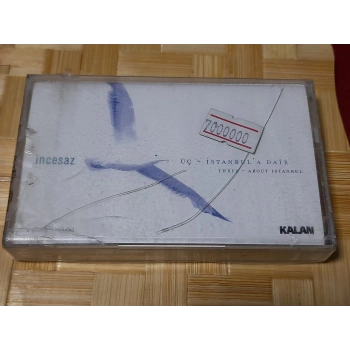 7000000
incesaz
ÜÇ - İSTANBUL'A DAİR
THREE - ABOUT ISTANBUL
KALAN